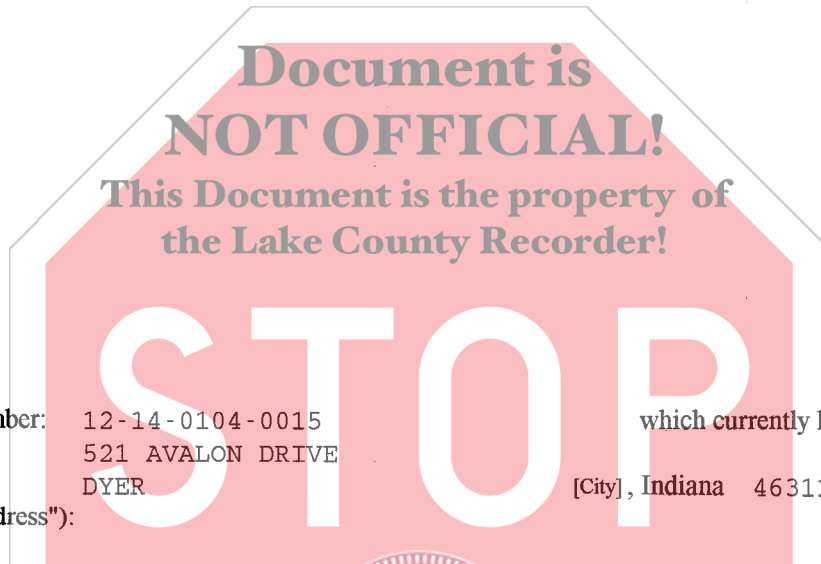 Document is
NOT OFFICIAL!
This Document is the property of
the Lake County Recorder!
STOP
12-14-0104-0015 which currently
521 AVALON DRIVE
DYER [City], Indiana 46311